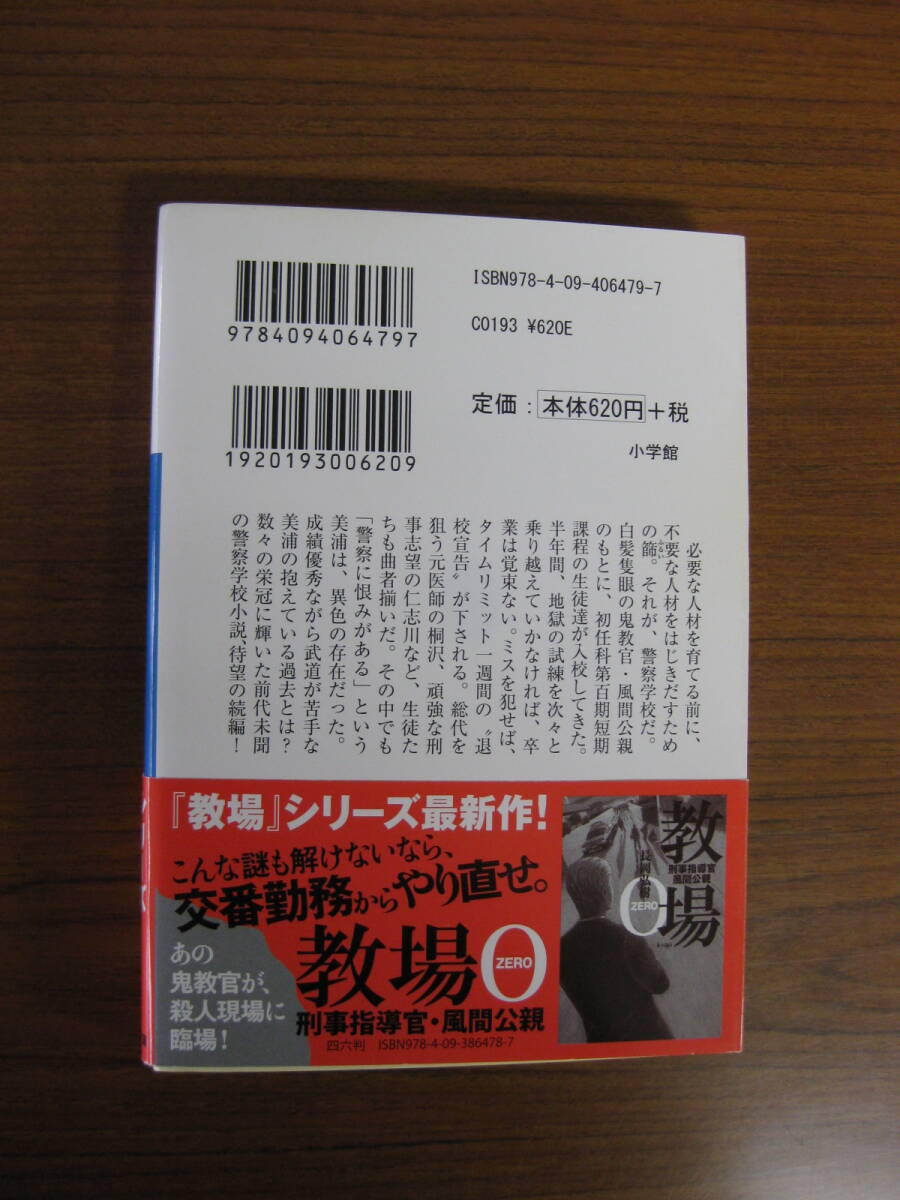 ISBN978-4-09-406479-7
9784094064797
C0193 ¥620E
1920193006209
定価：本体620円＋税
小学館
必要な人材を育てる前に、
不要な人材をはじきだすため
の篩。それが、警察学校だ。
白髪隻眼の鬼教官・風間公親
のもとに、初任科第百期短期
課程の生徒達が入校してきた。
半年間、地獄の試練を次々と
乗り越えていかなければ、卒
業は覚束ない。ミスを犯せば、
タイムリミット一週間の〝退
校宣告〟が下される。総代を
狙う元医師の桐沢、頑強な刑
事志望の仁志川など、生徒た
ちも曲者揃いだ。その中でも
「警察に恨みがある」という
美浦は、異色の存在だった。
成績優秀ながら武道が苦手な
美浦の抱えている過去とは？
数々の栄冠に輝いた前代未聞
の警察学校小説、待望の続編！
『教場』シリーズ最新作！
こんな謎も解けないなら、
交番勤務からやり直せ。
あの
鬼教官が、
殺人現場に
臨場！
教場0
ZERO
刑事指導官・風間公親
四六判 ISBN978-4-09-386478-7
教場0
ZERO
刑事指導官
風間公親
長岡弘樹